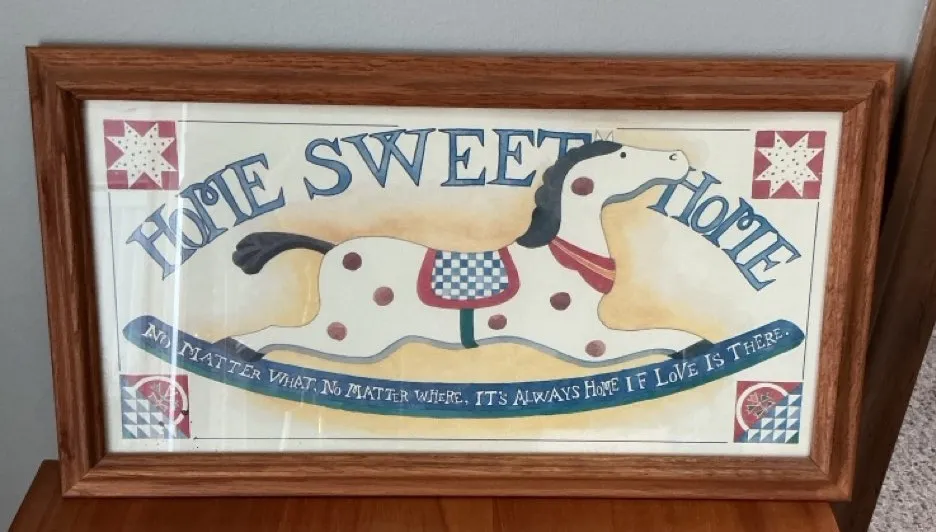 HOME SWEET HOME
NO MATTER WHAT, NO MATTER WHERE, IT'S ALWAYS HOME IF LOVE IS THERE.